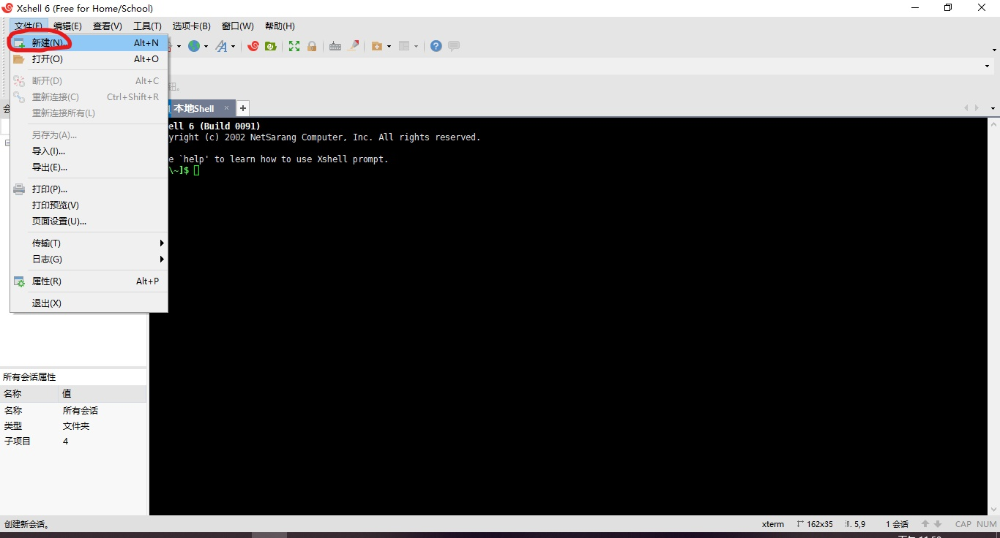 Xshell 6 (Free for Home/School)
文件(F) 编辑(E) 查看(V) 工具(T) 选项卡(B) 窗口(W) 帮助(H)
新建(N)... Alt+N
打开(O) Alt+O
断开(D) Alt+C
重新连接(C) Ctrl+Shift+R
重新连接所有(L)
另存为(A)...
导入(I)...
导出(E)...
打印(P)...
打印预览(V)
页面设置(U)...
传输(T)
日志(G)
属性(R) Alt+P
退出(X)
钮。
本地Shell × +
ell 6 (Build 0091)
yright (c) 2002 NetSarang Computer, Inc. All rights reserved.
e `help' to learn how to use Xshell prompt.
\~]$
所有会话属性
名称 值
名称 所有会话
类型 文件夹
子项目 4
创建新会话。 xterm 162x35 5,9 1 会话 CAP NUM